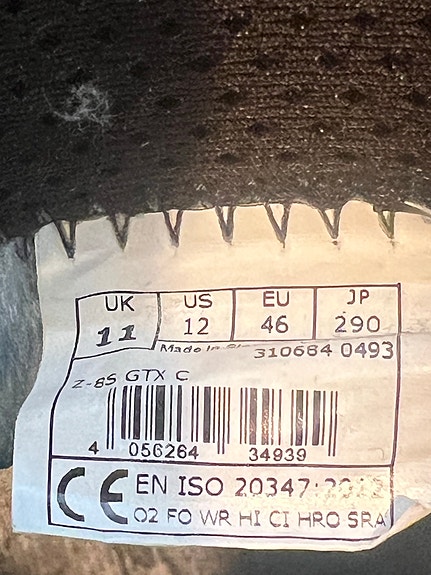 UK US EU JP
11 12 46 290
Made in
310684 0493
Z-8S GTX C
4 056264 34939
CE EN ISO 20347:2012
O2 FO WR HI CI HRO SRA